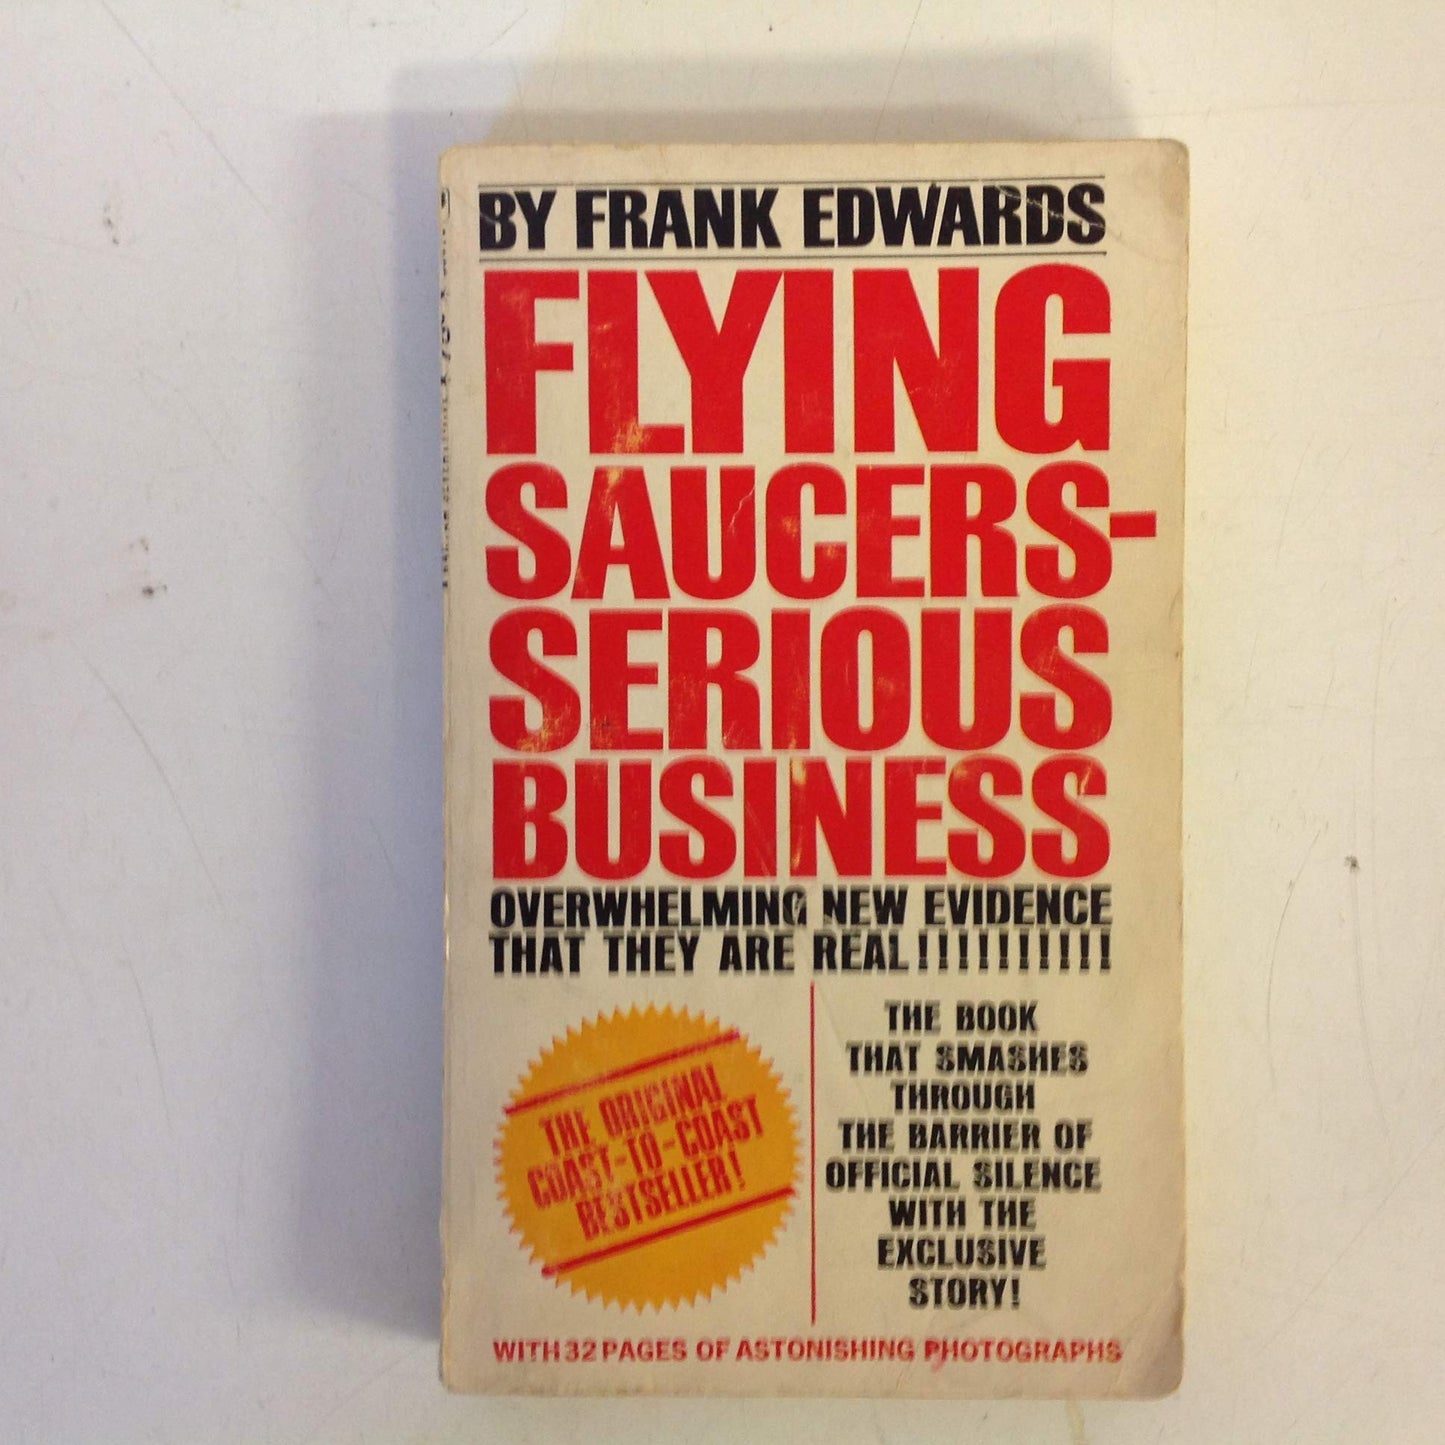 BY FRANK EDWARDS
FLYING
SAUCERS-
SERIOUS
BUSINESS
OVERWHELMING NEW EVIDENCE
THAT THEY ARE REAL!!!!!!!!!!
THE ORIGINAL
COAST-TO-COAST
BESTSELLER!
THE BOOK
THAT SMASHES
THROUGH
THE BARRIER OF
OFFICIAL SILENCE
WITH THE
EXCLUSIVE
STORY!
WITH 32 PAGES OF ASTONISHING PHOTOGRAPHS